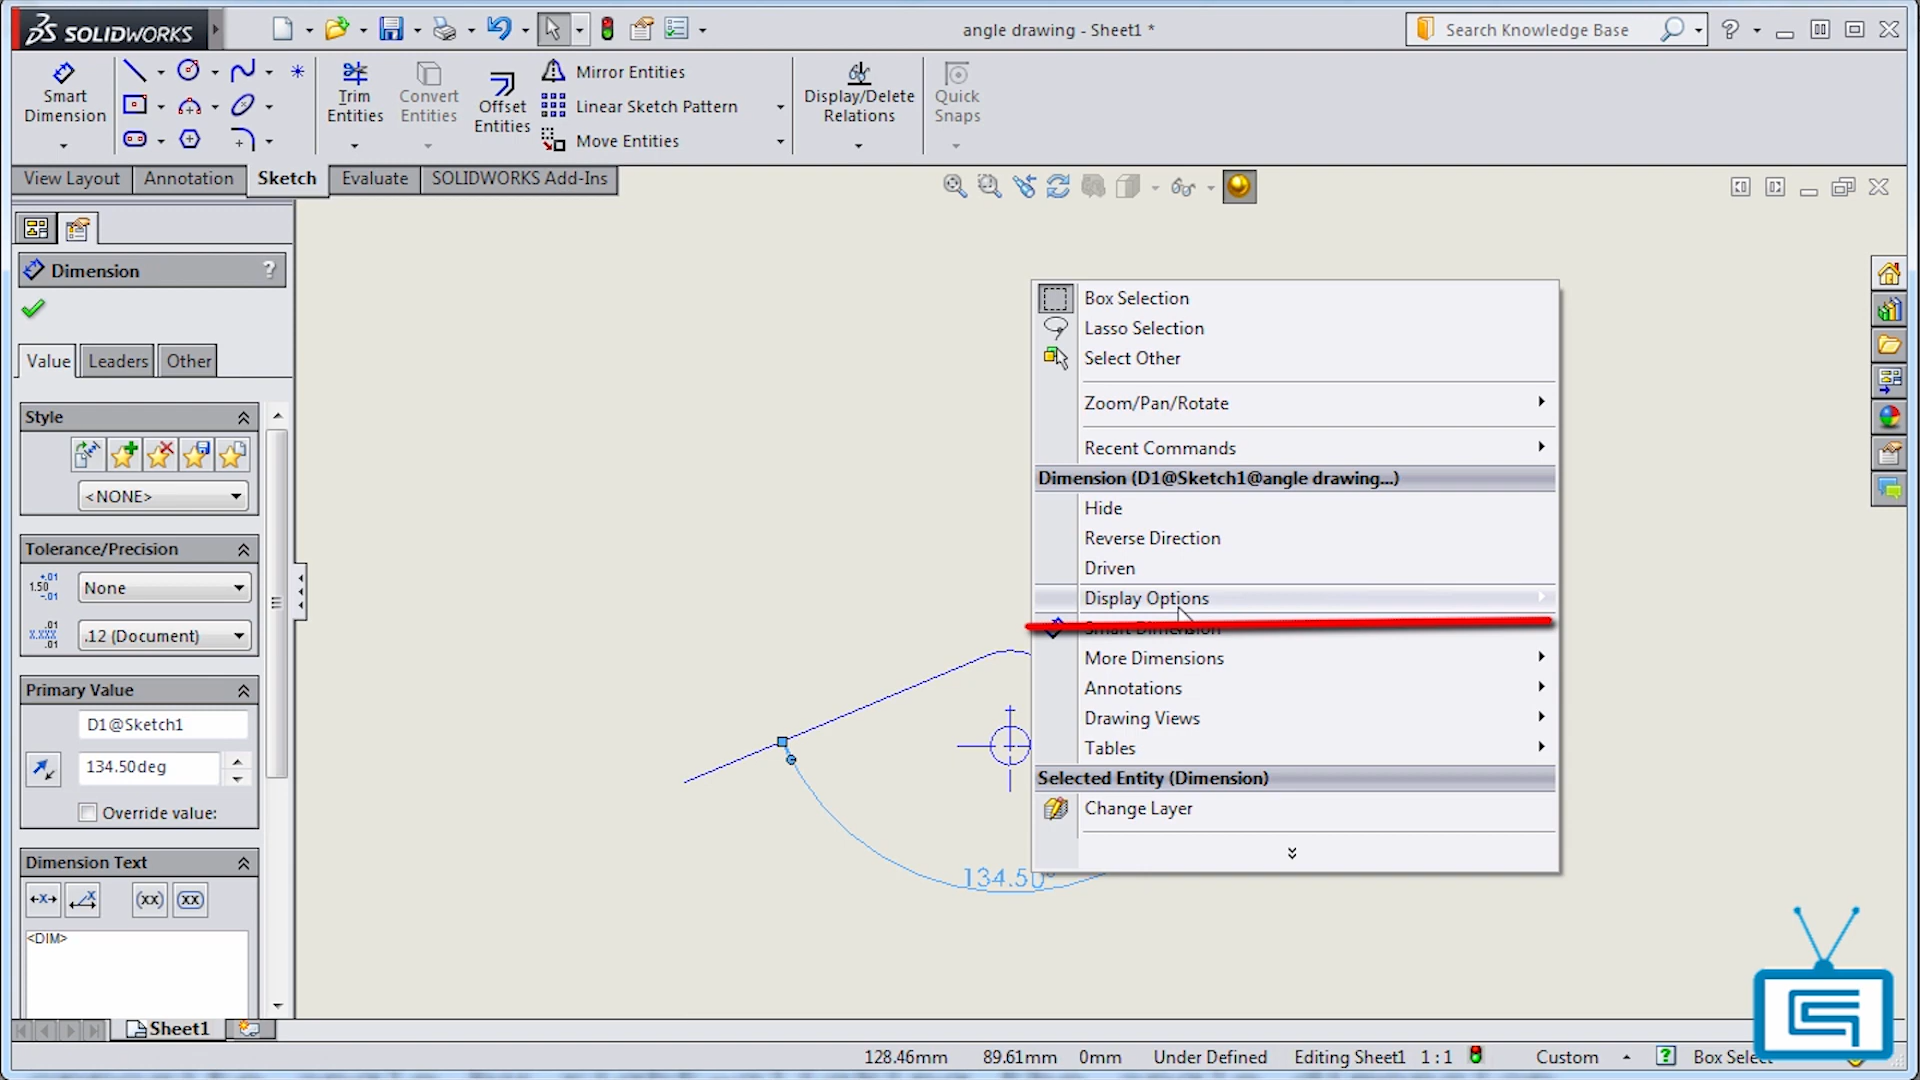 SOLIDWORKS
angle drawing - Sheet1 *
Search Knowledge Base
?
Smart
Dimension
Trim
Entities
Convert
Entities
Offset
Entities
Mirror Entities
Linear Sketch Pattern
Move Entities
Display/Delete
Relations
Quick
Snaps
View Layout
Annotation
Sketch
Evaluate
SOLIDWORKS Add-Ins
Dimension
?
Value
Leaders
Other
Style
<NONE>
Tolerance/Precision
None
.12 (Document)
Primary Value
D1@Sketch1
134.50deg
Override value:
Dimension Text
(xx)
(xx)
<DIM>
Box Selection
Lasso Selection
Select Other
Zoom/Pan/Rotate
Recent Commands
Dimension (D1@Sketch1@angle drawing...)
Hide
Reverse Direction
Driven
Display Options
Smart Dimension
More Dimensions
Annotations
Drawing Views
Tables
Selected Entity (Dimension)
Change Layer
134.50°
Sheet1
128.46mm
89.61mm
0mm
Under Defined
Editing Sheet1
1 : 1
Custom
?
Box Sele